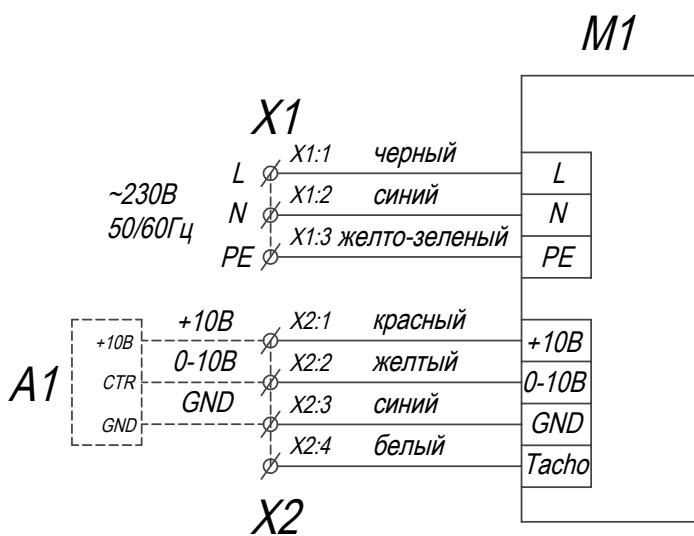 M1
X1
L X1:1 черный L
~230В
N X1:2 синий N
50/60Гц
PE X1:3 желто-зеленый PE
A1
+10В +10В X2:1 красный +10В
CTR 0-10В X2:2 желтый 0-10В
GND GND X2:3 синий GND
X2:4 белый Tacho
X2